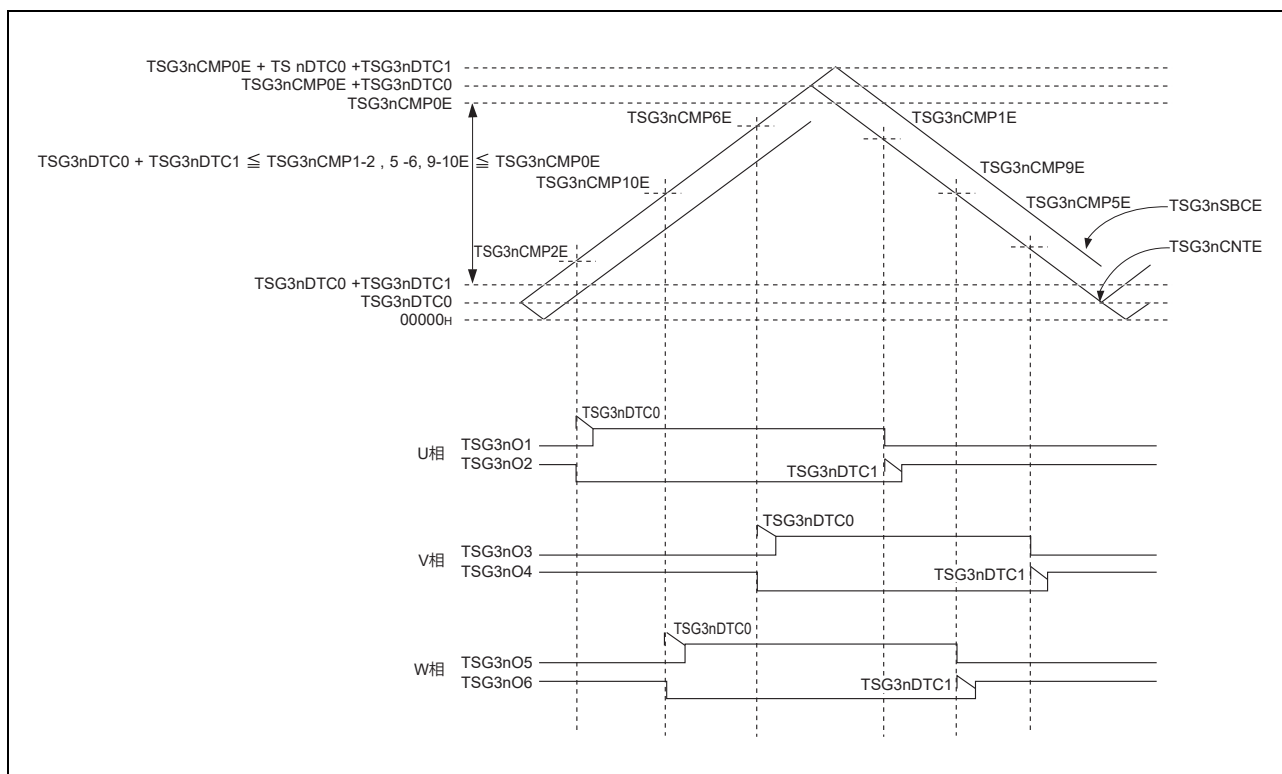 TSG3nCMP0E + TS nDTC0 +TSG3nDTC1
TSG3nCMP0E +TSG3nDTC0
TSG3nCMP0E
TSG3nCMP6E
TSG3nCMP1E
TSG3nDTC0 + TSG3nDTC1 ≦ TSG3nCMP1-2 , 5 -6, 9-10E ≦ TSG3nCMP0E
TSG3nCMP10E
TSG3nCMP9E
TSG3nCMP5E
TSG3nSBCE
TSG3nCMP2E
TSG3nCNTE
TSG3nDTC0 +TSG3nDTC1
TSG3nDTC0
00000H
TSG3nDTC0
U相
TSG3nO1
TSG3nO2
TSG3nDTC1
TSG3nDTC0
V相
TSG3nO3
TSG3nO4
TSG3nDTC1
TSG3nDTC0
W相
TSG3nO5
TSG3nO6
TSG3nDTC1